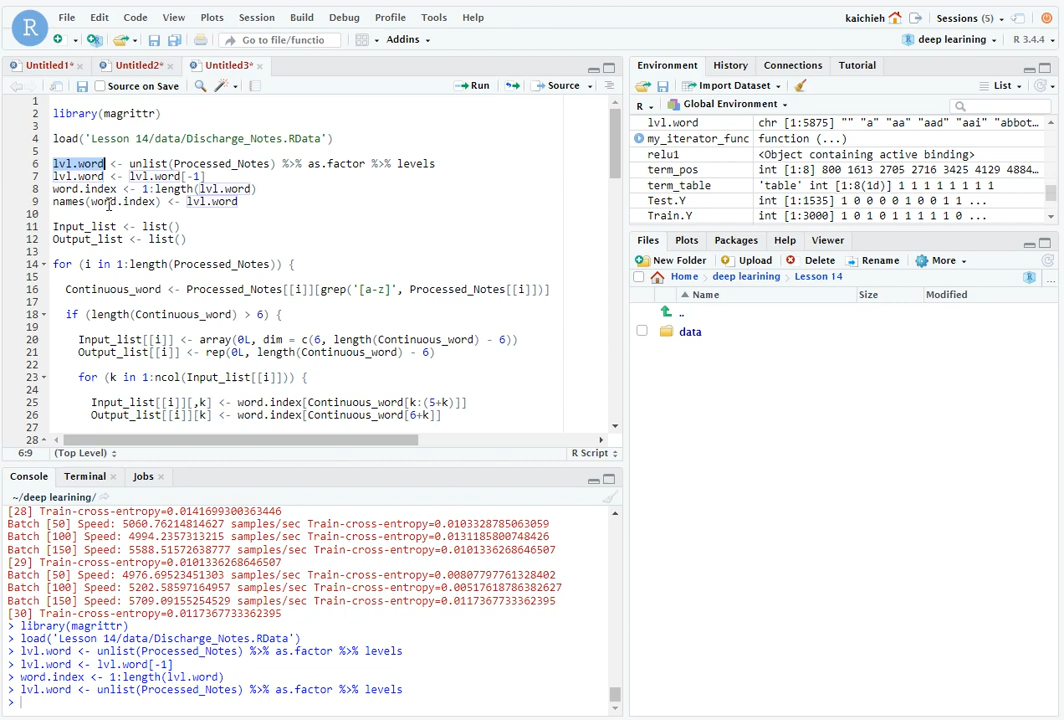 File Edit Code View Plots Session Build Debug Profile Tools Help
kaichieh Sessions (5)
Go to file/functio Addins deep learining R 3.4.4
Untitled1* Untitled2* Untitled3*
Source on Save Run Source
1
2 library(magrittr)
3
4 load('Lesson 14/data/Discharge_Notes.RData')
5
6 lvl.word <- unlist(Processed_Notes) %>% as.factor %>% levels
7 lvl.word <- lvl.word[-1]
8 word.index <- 1:length(lvl.word)
9 names(word.index) <- lvl.word
10
11 Input_list <- list()
12 Output_list <- list()
13
14 for (i in 1:length(Processed_Notes)) {
15
16 Continuous_word <- Processed_Notes[[i]][grep('[a-z]', Processed_Notes[[i]])]
17
18 if (length(Continuous_word) > 6) {
19
20 Input_list[[i]] <- array(0L, dim = c(6, length(Continuous_word) - 6))
21 Output_list[[i]] <- rep(0L, length(Continuous_word) - 6)
22
23 for (k in 1:ncol(Input_list[[i]])) {
24
25 Input_list[[i]][,k] <- word.index[Continuous_word[k:(5+k)]]
26 Output_list[[i]][k] <- word.index[Continuous_word[6+k]]
27
28
6:9 (Top Level) R Script
Console Terminal Jobs
~/deep learining/
[28] Train-cross-entropy=0.0141699300363446
Batch [50] Speed: 5060.76214814627 samples/sec Train-cross-entropy=0.0103328785063059
Batch [100] Speed: 4994.2357313215 samples/sec Train-cross-entropy=0.0131185800748426
Batch [150] Speed: 5588.51572638777 samples/sec Train-cross-entropy=0.0101336268646507
[29] Train-cross-entropy=0.0101336268646507
Batch [50] Speed: 4976.69523451303 samples/sec Train-cross-entropy=0.00807797761328402
Batch [100] Speed: 5202.58597164957 samples/sec Train-cross-entropy=0.00517618786382627
Batch [150] Speed: 5709.09155254529 samples/sec Train-cross-entropy=0.0117367733362395
[30] Train-cross-entropy=0.0117367733362395
> library(magrittr)
> load('Lesson 14/data/Discharge_Notes.RData')
> lvl.word <- unlist(Processed_Notes) %>% as.factor %>% levels
> lvl.word <- lvl.word[-1]
> word.index <- 1:length(lvl.word)
> lvl.word <- unlist(Processed_Notes) %>% as.factor %>% levels
>
Environment History Connections Tutorial
Import Dataset List
R Global Environment
lvl.word chr [1:5875] "" "a" "aa" "aad" "aai" "abbot…
my_iterator_func function (...)
relu1 <Object containing active binding>
term_pos int [1:8] 800 1613 2705 2716 3425 4129 4884…
term_table 'table' int [1:8(1d)] 1 1 1 1 1 1 1 1
Test.Y int [1:1535] 1 0 0 0 0 1 0 0 1 1 ...
Train.Y int [1:3000] 1 0 1 0 1 1 1 1 1 0 ...
Files Plots Packages Help Viewer
New Folder Upload Delete Rename More
Home deep learining Lesson 14
Name Size Modified
..
data